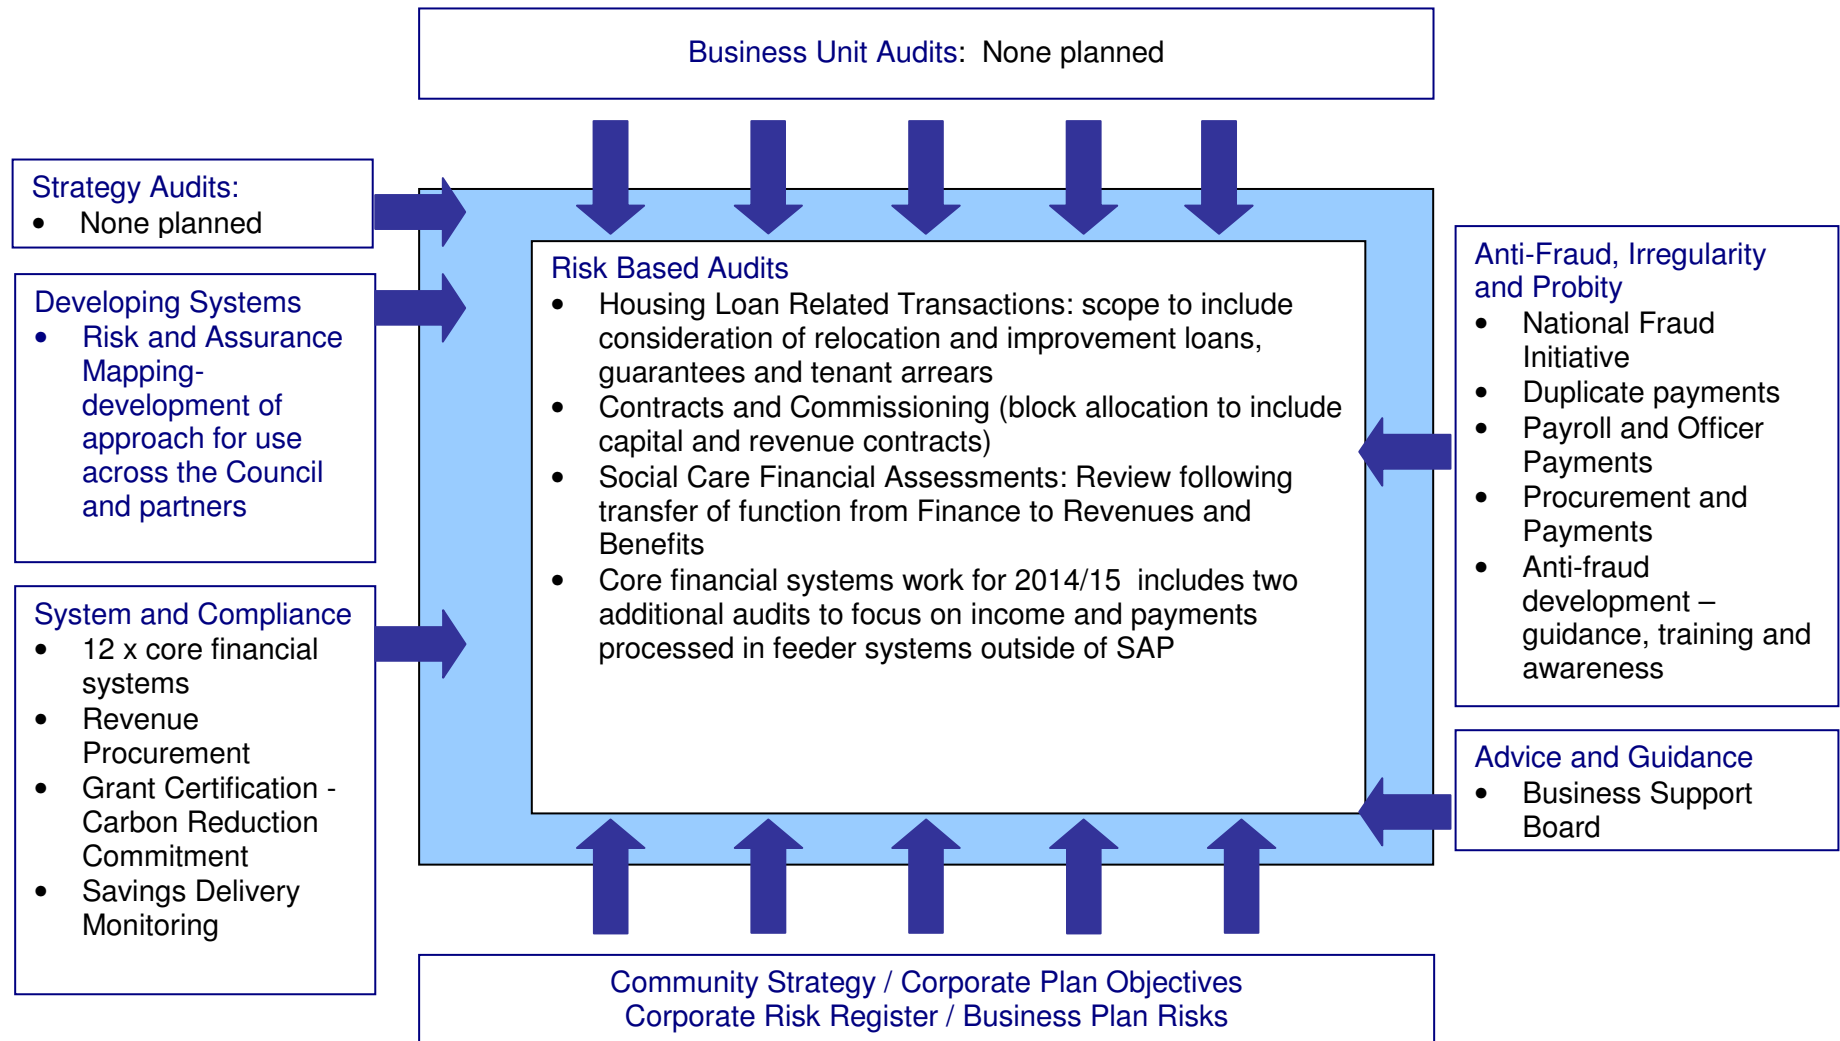 Business Unit Audits:  None planned
Strategy Audits:
• None planned
Developing Systems
• Risk and Assurance
Mapping-
development of
approach for use
across the Council
and partners
System and Compliance
• 12 x core financial
systems
• Revenue
Procurement
• Grant Certification -
Carbon Reduction
Commitment
• Savings Delivery
Monitoring
Risk Based Audits
• Housing Loan Related Transactions: scope to include
consideration of relocation and improvement loans,
guarantees and tenant arrears
• Contracts and Commissioning (block allocation to include
capital and revenue contracts)
• Social Care Financial Assessments: Review following
transfer of function from Finance to Revenues and
Benefits
• Core financial systems work for 2014/15  includes two
additional audits to focus on income and payments
processed in feeder systems outside of SAP
Anti-Fraud, Irregularity
and Probity
• National Fraud
Initiative
• Duplicate payments
• Payroll and Officer
Payments
• Procurement and
Payments
• Anti-fraud
development –
guidance, training and
awareness
Advice and Guidance
• Business Support
Board
Community Strategy / Corporate Plan Objectives
Corporate Risk Register / Business Plan Risks